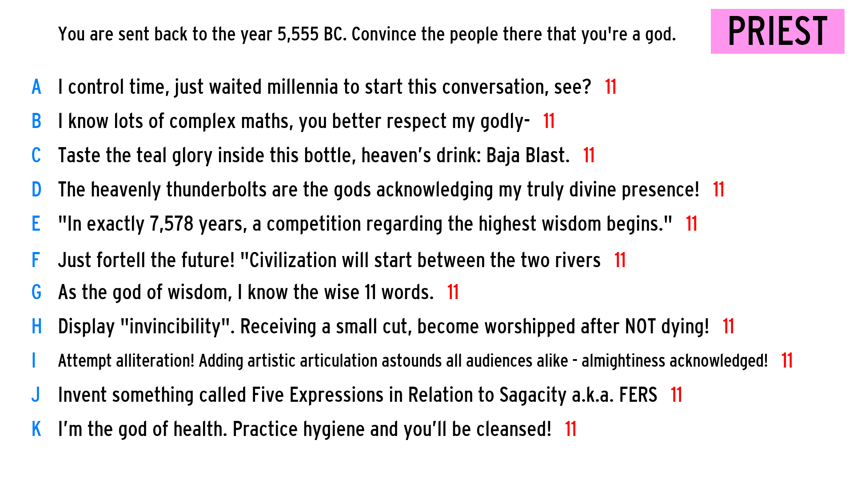 You are sent back to the year 5,555 BC. Convince the people there that you're a god.
PRIEST
A I control time, just waited millennia to start this conversation, see? 11
B I know lots of complex maths, you better respect my godly- 11
C Taste the teal glory inside this bottle, heaven's drink: Baja Blast. 11
D The heavenly thunderbolts are the gods acknowledging my truly divine presence! 11
E "In exactly 7,578 years, a competition regarding the highest wisdom begins." 11
F Just fortell the future! "Civilization will start between the two rivers 11
G As the god of wisdom, I know the wise 11 words. 11
H Display "invincibility". Receiving a small cut, become worshipped after NOT dying! 11
I Attempt alliteration! Adding artistic articulation astounds all audiences alike - almightiness acknowledged! 11
J Invent something called Five Expressions in Relation to Sagacity a.k.a. FERS 11
K I'm the god of health. Practice hygiene and you'll be cleansed! 11